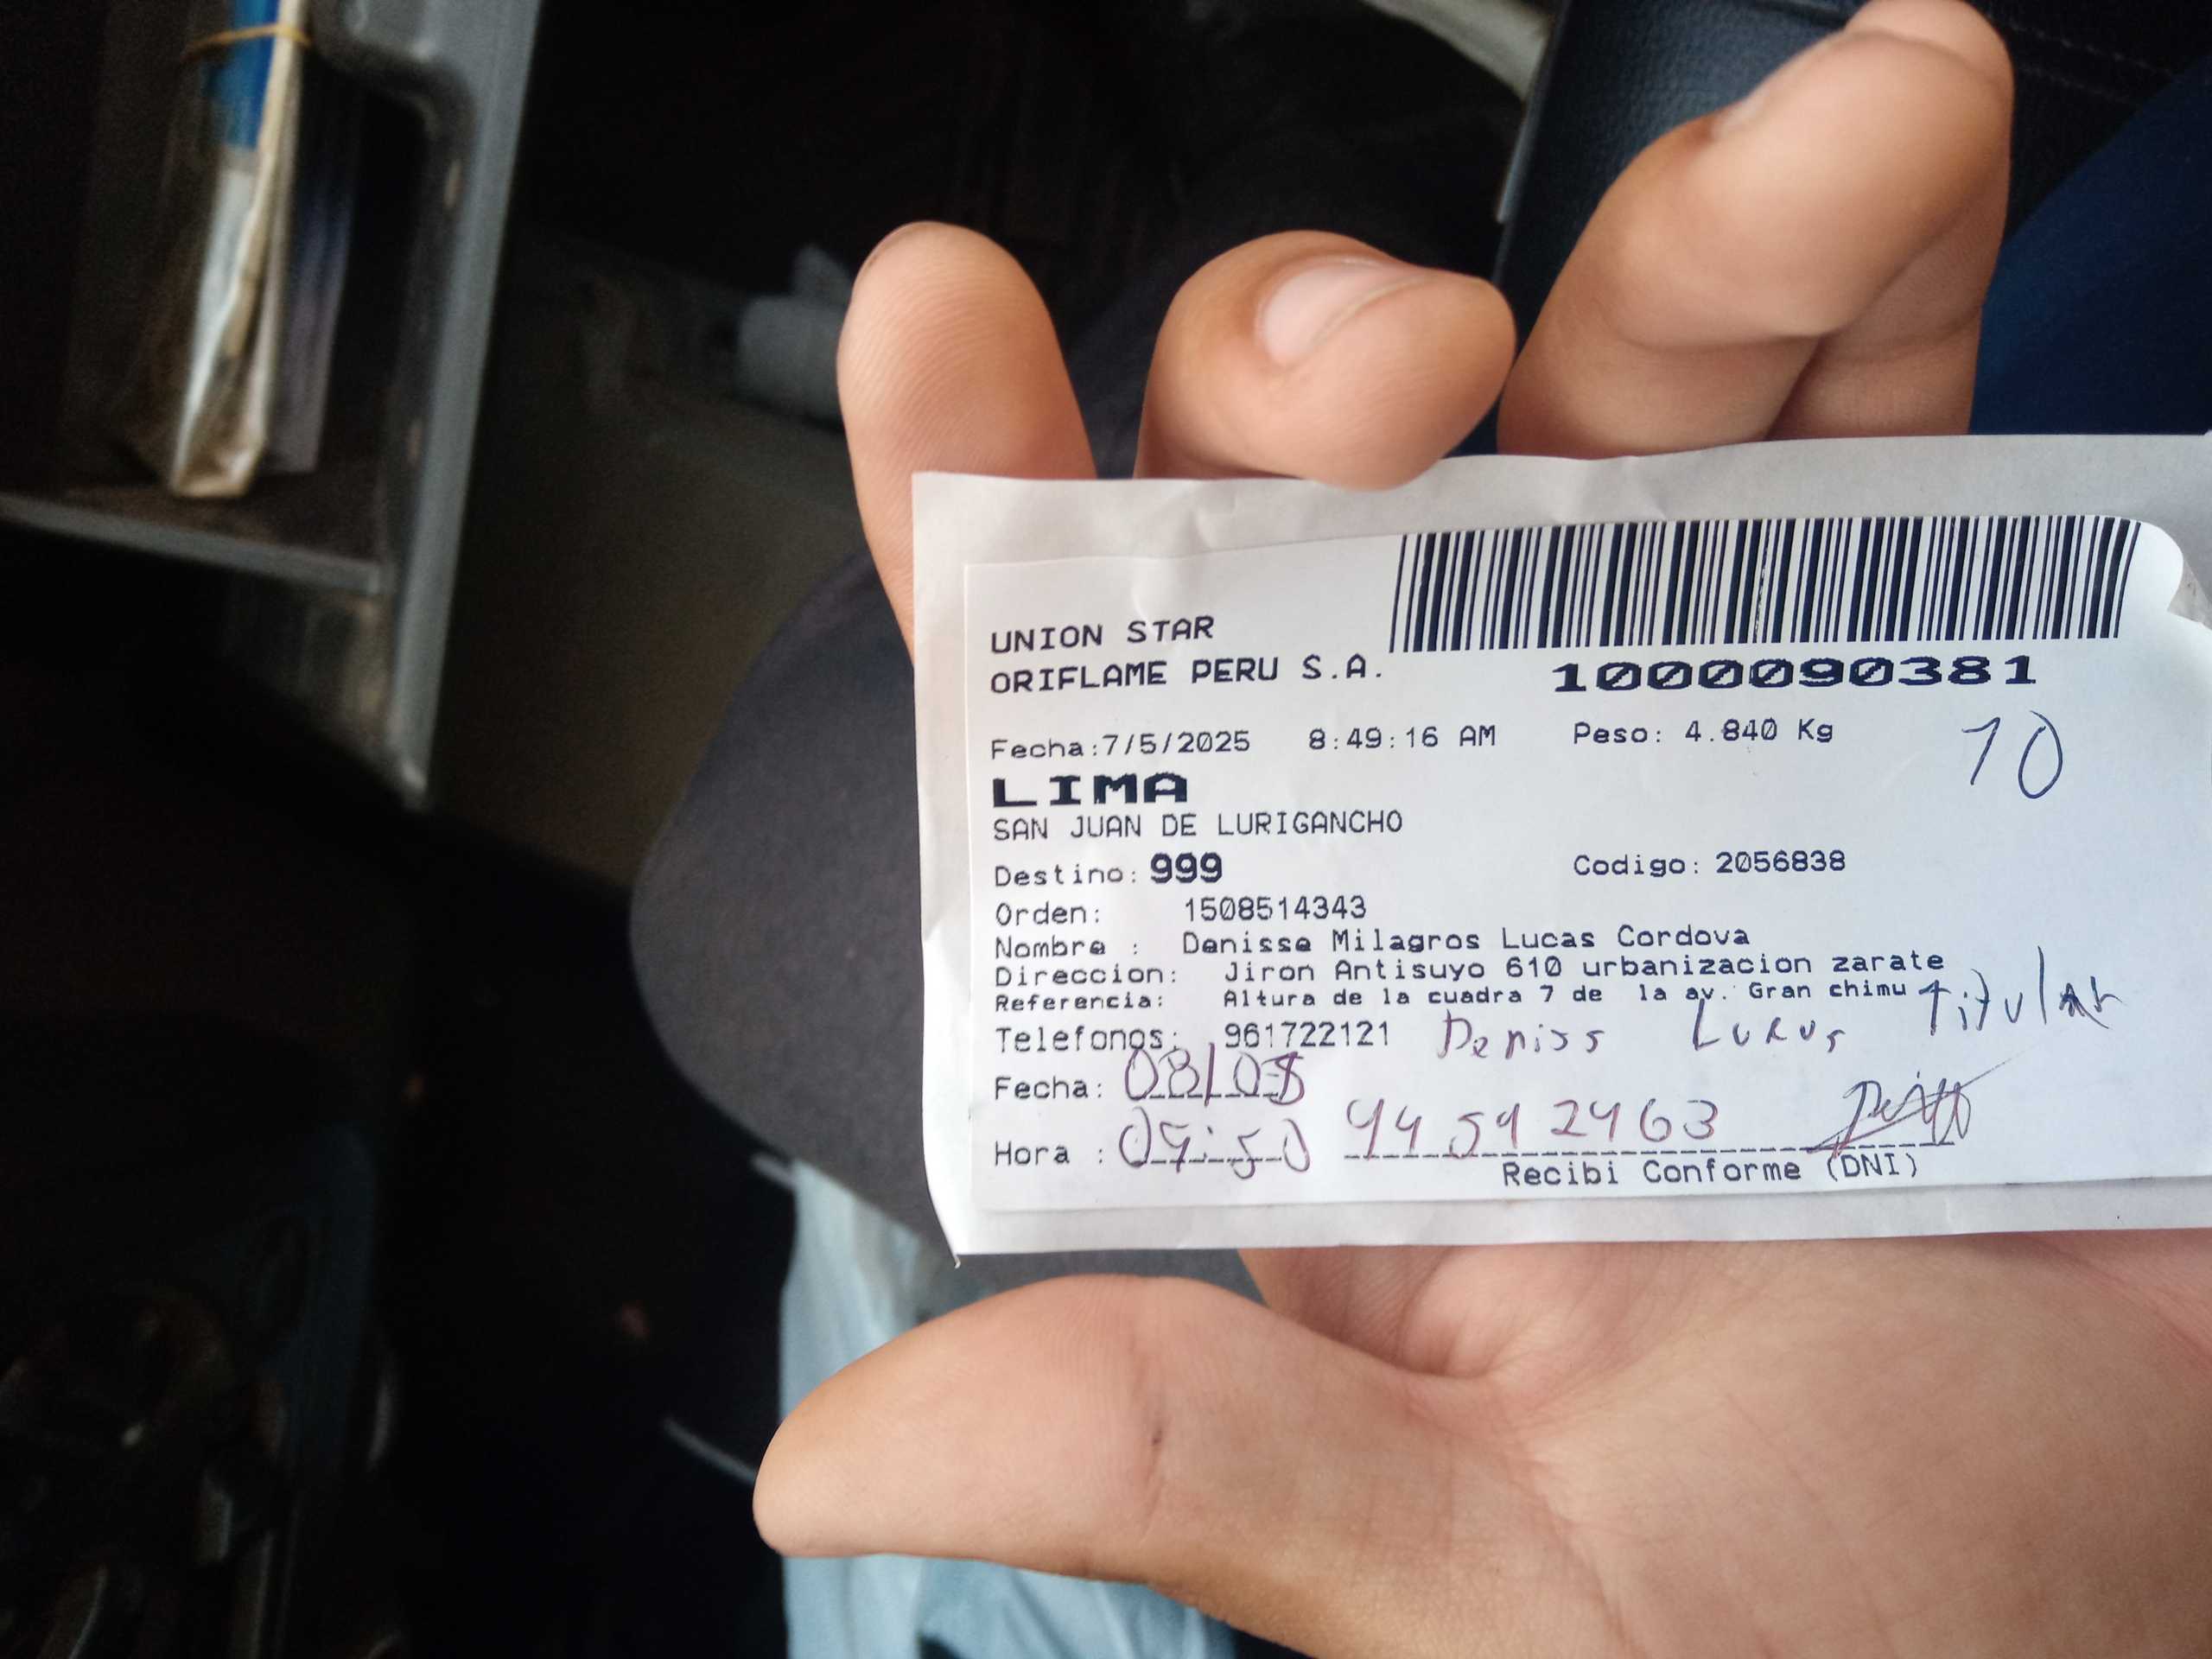 UNION STAR
ORIFLAME PERU S.A.
1000090381
Fecha:7/5/2025 8:49:16 AM Peso: 4.840 Kg
10
LIMA
SAN JUAN DE LURIGANCHO
Destino: 999 Codigo: 2056838
Orden: 1508514343
Nombre : Denisse Milagros Lucas Cordova
Direccion: Jiron Antisuyo 610 urbanizacion zarate
Referencia: Altura de la cuadra 7 de la av. Gran chimu
Titular
Telefonos: 961722121 Deniss
Fecha: 08/05
Hora :
Recibi Conforme (DNI)